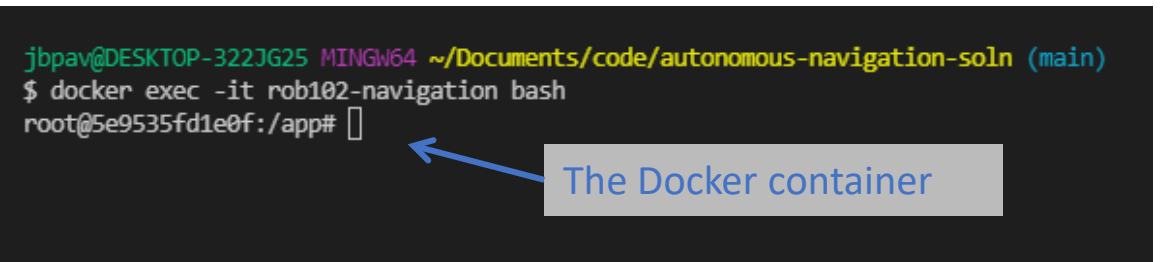 jbpav@DESKTOP-322JG25 MINGW64 ~/Documents/code/autonomous-navigation-soln (main)
$ docker exec -it rob102-navigation bash
root@5e9535fd1e0f:/app#
The Docker container